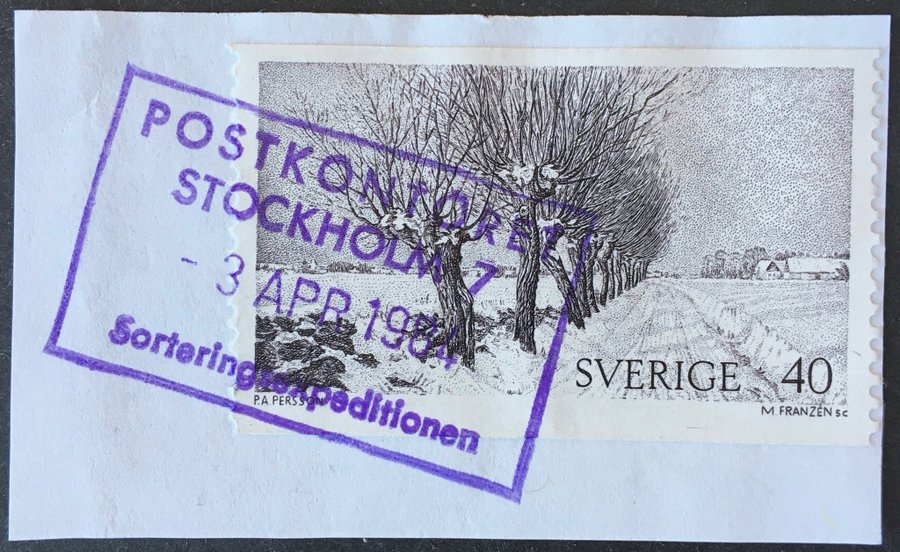 POSTKONTORET
STOCKHOLM 7
- 3 APR 1984
Sorteringsexpeditionen
SVERIGE 40
P.A PERSSON
M FRANZÉN sc